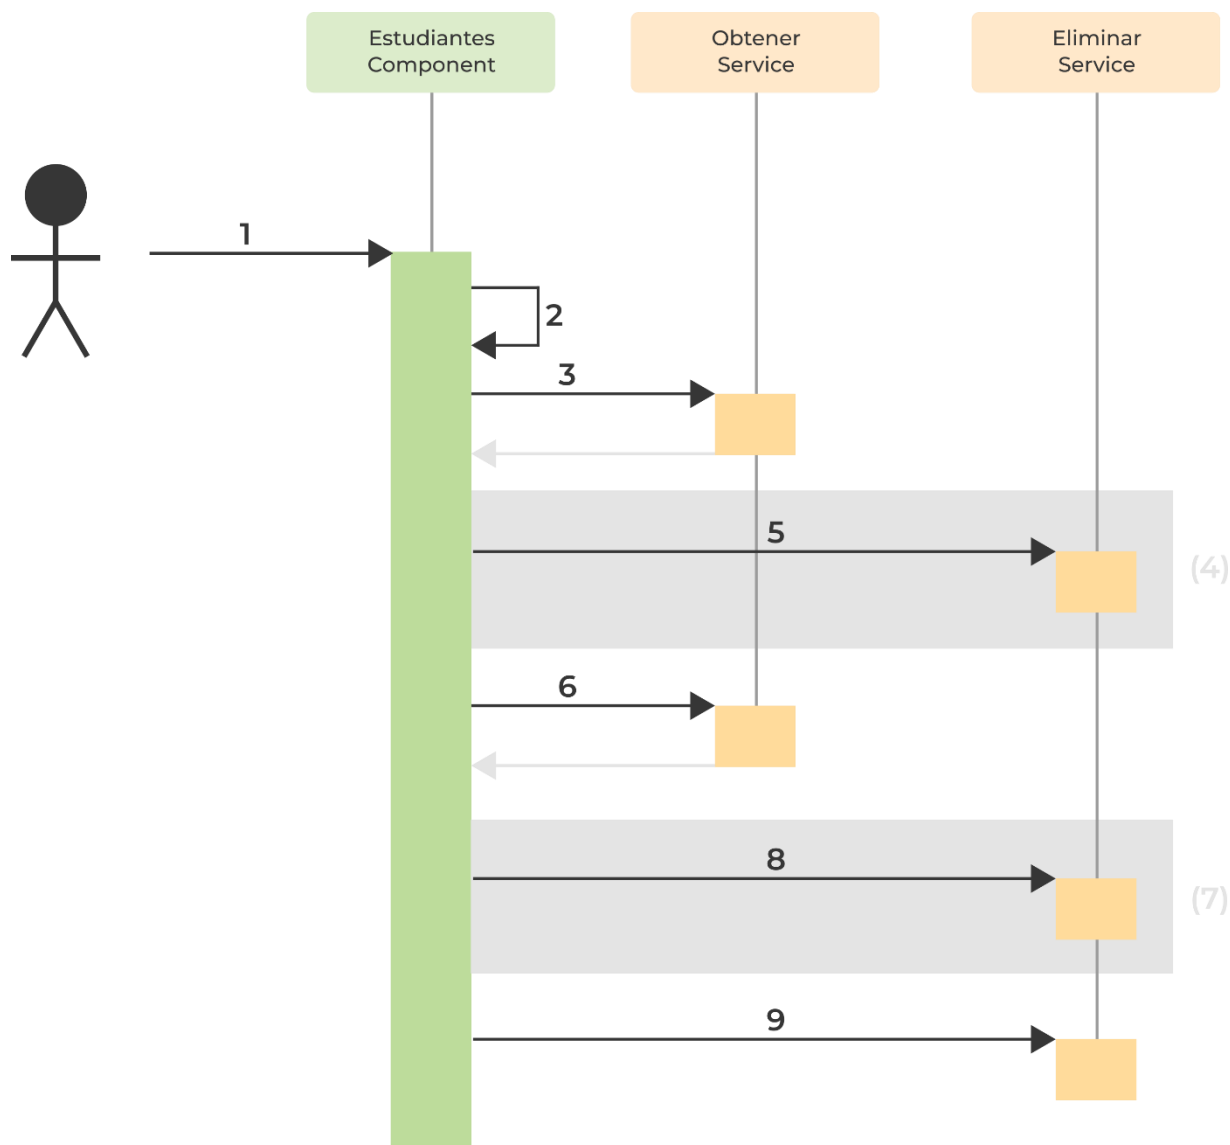 Estudiantes
Component
Obtener
Service
Eliminar
Service
1
2
3
5
(4)
6
8
(7)
9